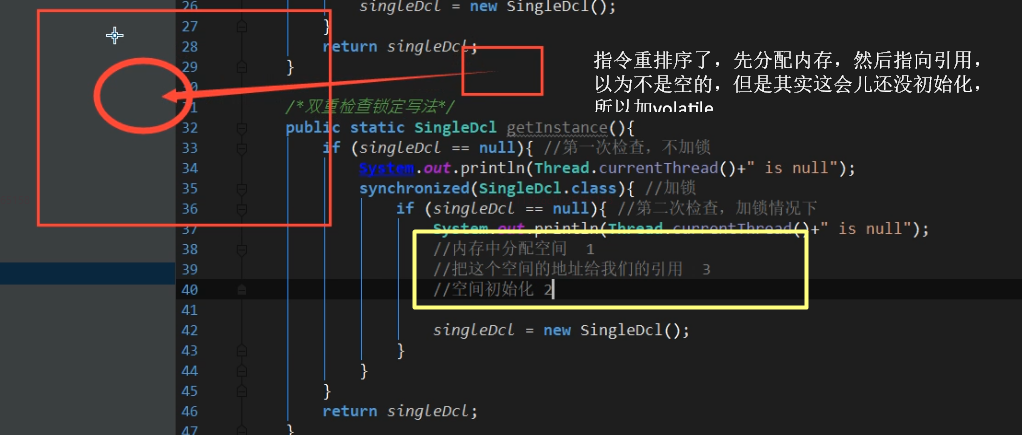 26 singleDcl = new SingleDcl();
27 }
28 return singleDcl;
29 }
指令重排序了，先分配内存，然后指向引用，
以为不是空的，但是其实这会儿还没初始化，
所以加volatile
31 /*双重检查锁定写法*/
32 public static SingleDcl getInstance(){
33 if (singleDcl == null){ //第一次检查，不加锁
34 System.out.println(Thread.currentThread()+" is null");
35 synchronized(SingleDcl.class){ //加锁
36 if (singleDcl == null){ //第二次检查，加锁情况下
37 System.out.println(Thread.currentThread()+" is null");
38 //内存中分配空间 1
39 //把这个空间的地址给我们的引用 3
40 //空间初始化 2
41
42 singleDcl = new SingleDcl();
43 }
44 }
45 }
46 return singleDcl;
47 }